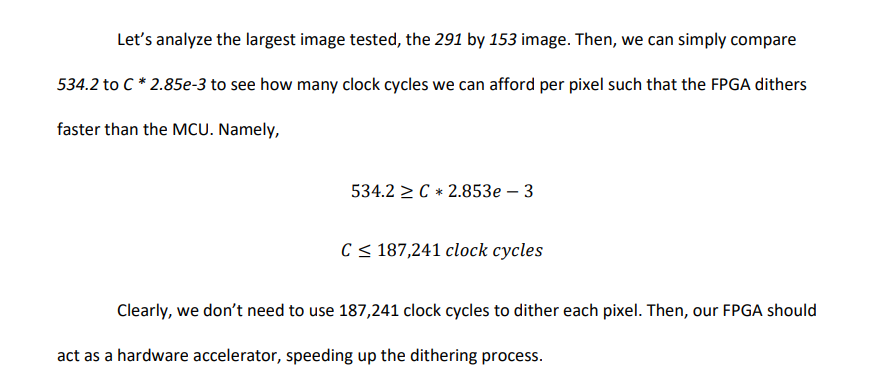 Let’s analyze the largest image tested, the 291 by 153 image. Then, we can simply compare
534.2 to C * 2.85e-3 to see how many clock cycles we can afford per pixel such that the FPGA dithers
faster than the MCU. Namely,
534.2 ≥ C ∗ 2.853e − 3
C ≤ 187,241 clock cycles
Clearly, we don’t need to use 187,241 clock cycles to dither each pixel. Then, our FPGA should
act as a hardware accelerator, speeding up the dithering process.